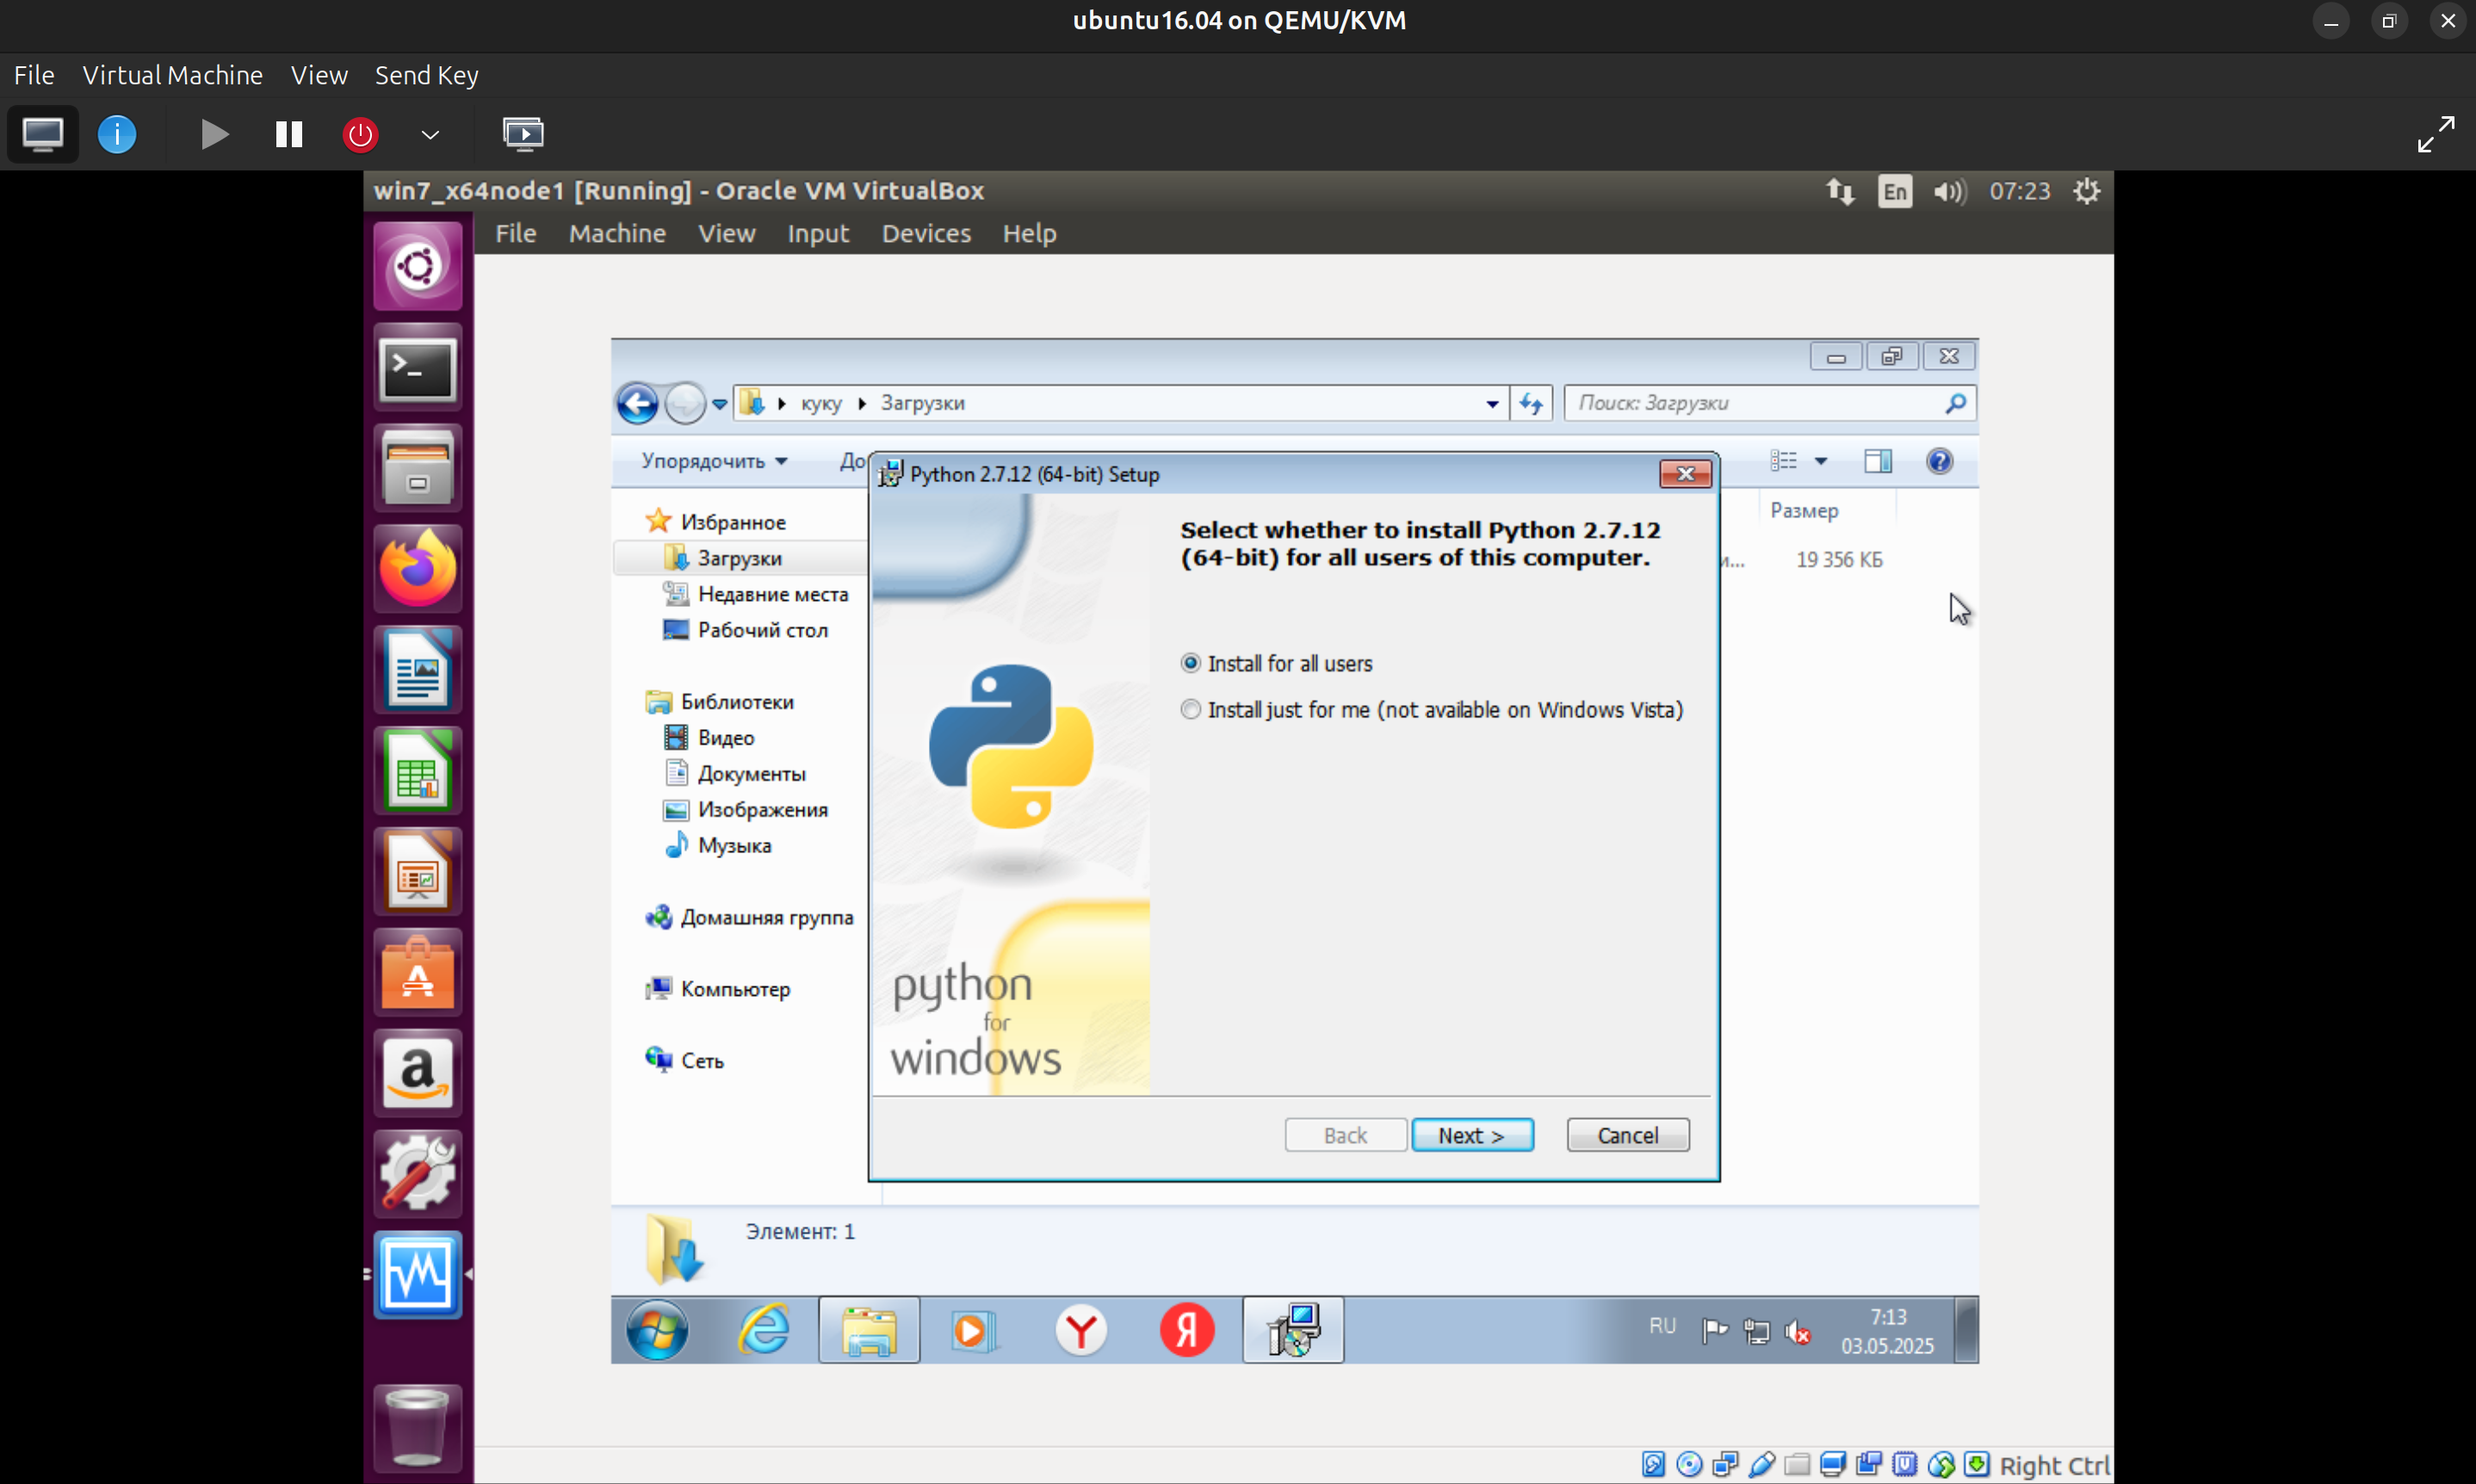 ubuntu16.04 on QEMU/KVM
File Virtual Machine View Send Key
win7_x64node1 [Running] - Oracle VM VirtualBox
En
07:23
File Machine View Input Devices Help
куку
Загрузки
Поиск: Загрузки
Упорядочить
Python 2.7.12 (64-bit) Setup
Избранное
Загрузки
Недавние места
Рабочий стол
Библиотеки
Видео
Документы
Изображения
Музыка
Домашняя группа
Компьютер
Сеть
Размер
19 356 КБ
Select whether to install Python 2.7.12
(64-bit) for all users of this computer.
Install for all users
Install just for me (not available on Windows Vista)
python
for
windows
Back
Next >
Cancel
Элемент: 1
RU
7:13
03.05.2025
Right Ctrl